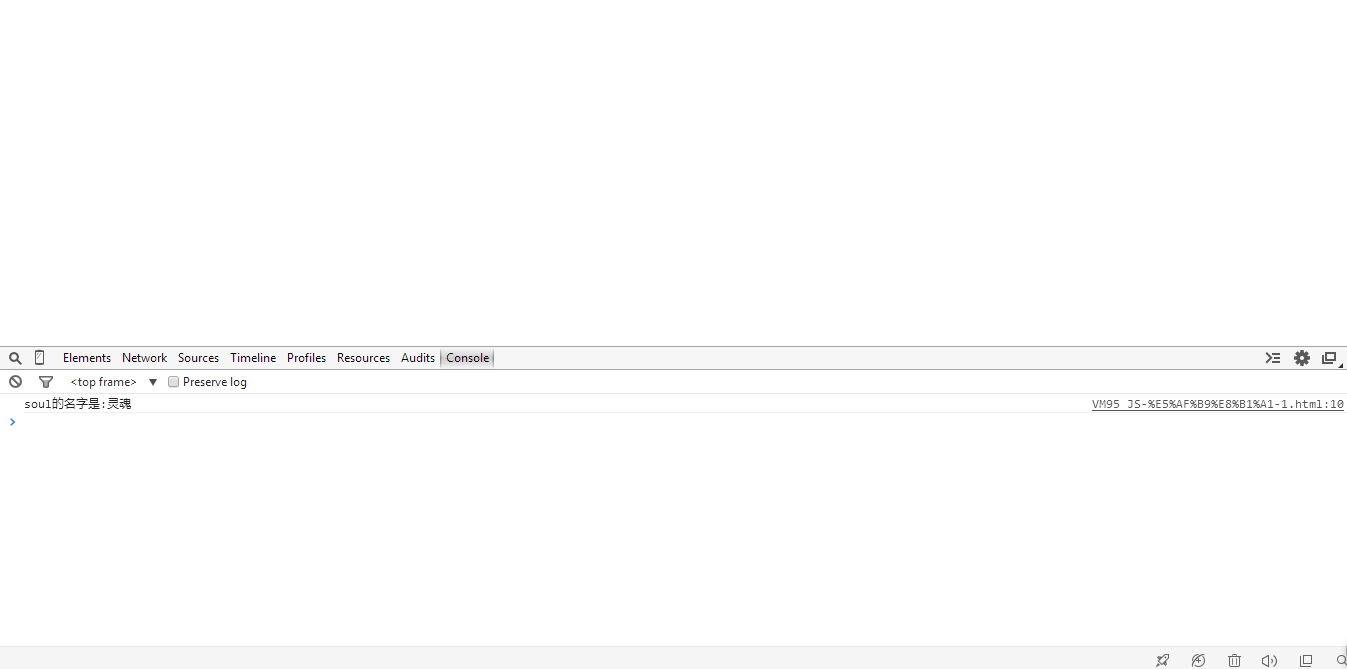 Elements Network Sources Timeline Profiles Resources Audits Console
<top frame> ▼ Preserve log
soul的名字是:灵魂 VM95 JS-%E5%AF%B9%E8%B1%A1-1.html:10